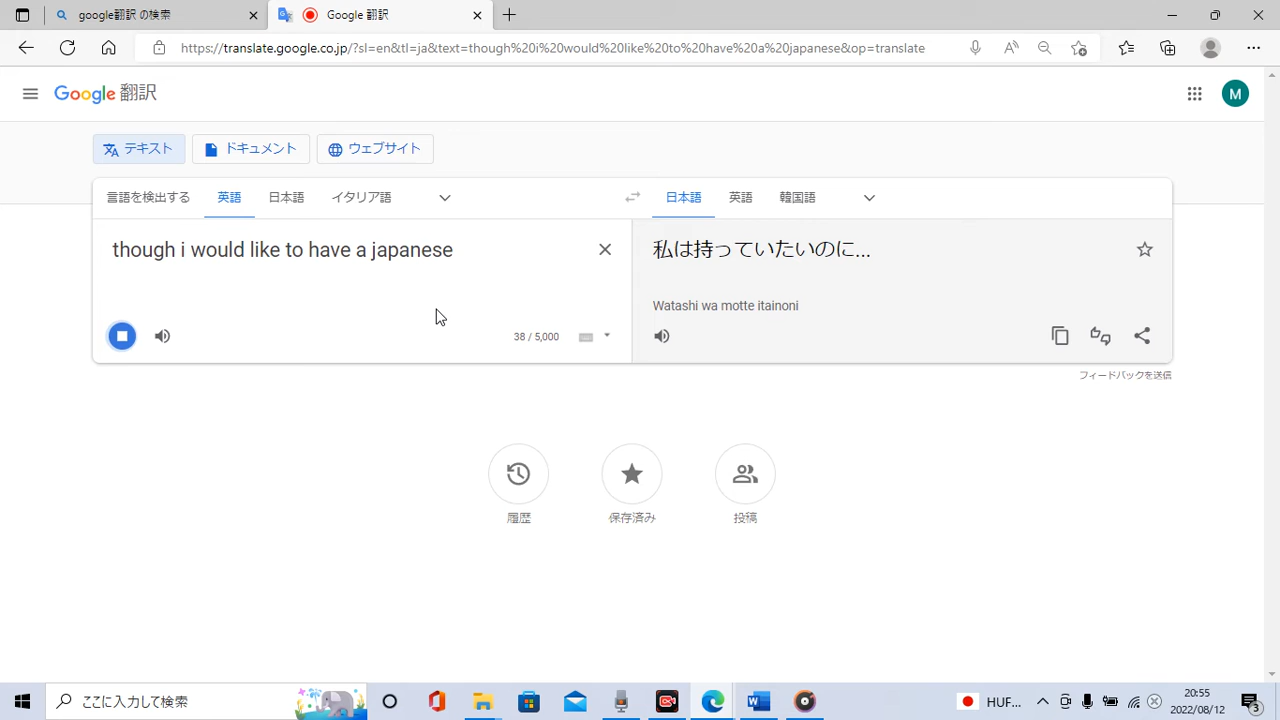 google 翻訳 の検索
Google 翻訳
https://translate.google.co.jp/?sl=en&tl=ja&text=though%20i%20would%20like%20to%20have%20a%20japanese&op=translate
Google 翻訳
M
テキスト
ドキュメント
ウェブサイト
言語を検出する
英語
日本語
イタリア語
日本語
英語
韓国語
though i would like to have a japanese
私は持っていたいのに...
Watashi wa motte itainoni
38 / 5,000
フィードバックを送信
履歴
保存済み
投稿
ここに入力して検索
HUF...
20:55
2022/08/12
3